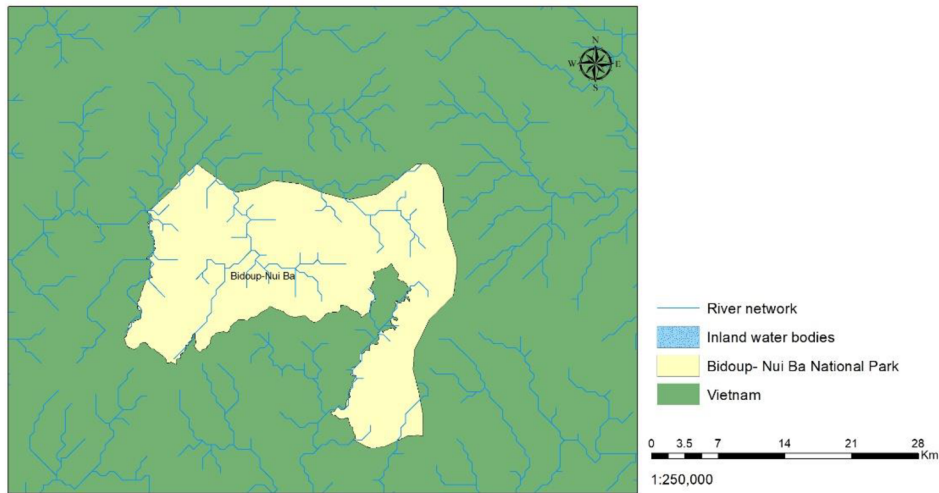 N
W E
S
Bidoup-Nui Ba
River network
Inland water bodies
Bidoup- Nui Ba National Park
Vietnam
0 3.5 7 14 21 28
Km
1:250,000